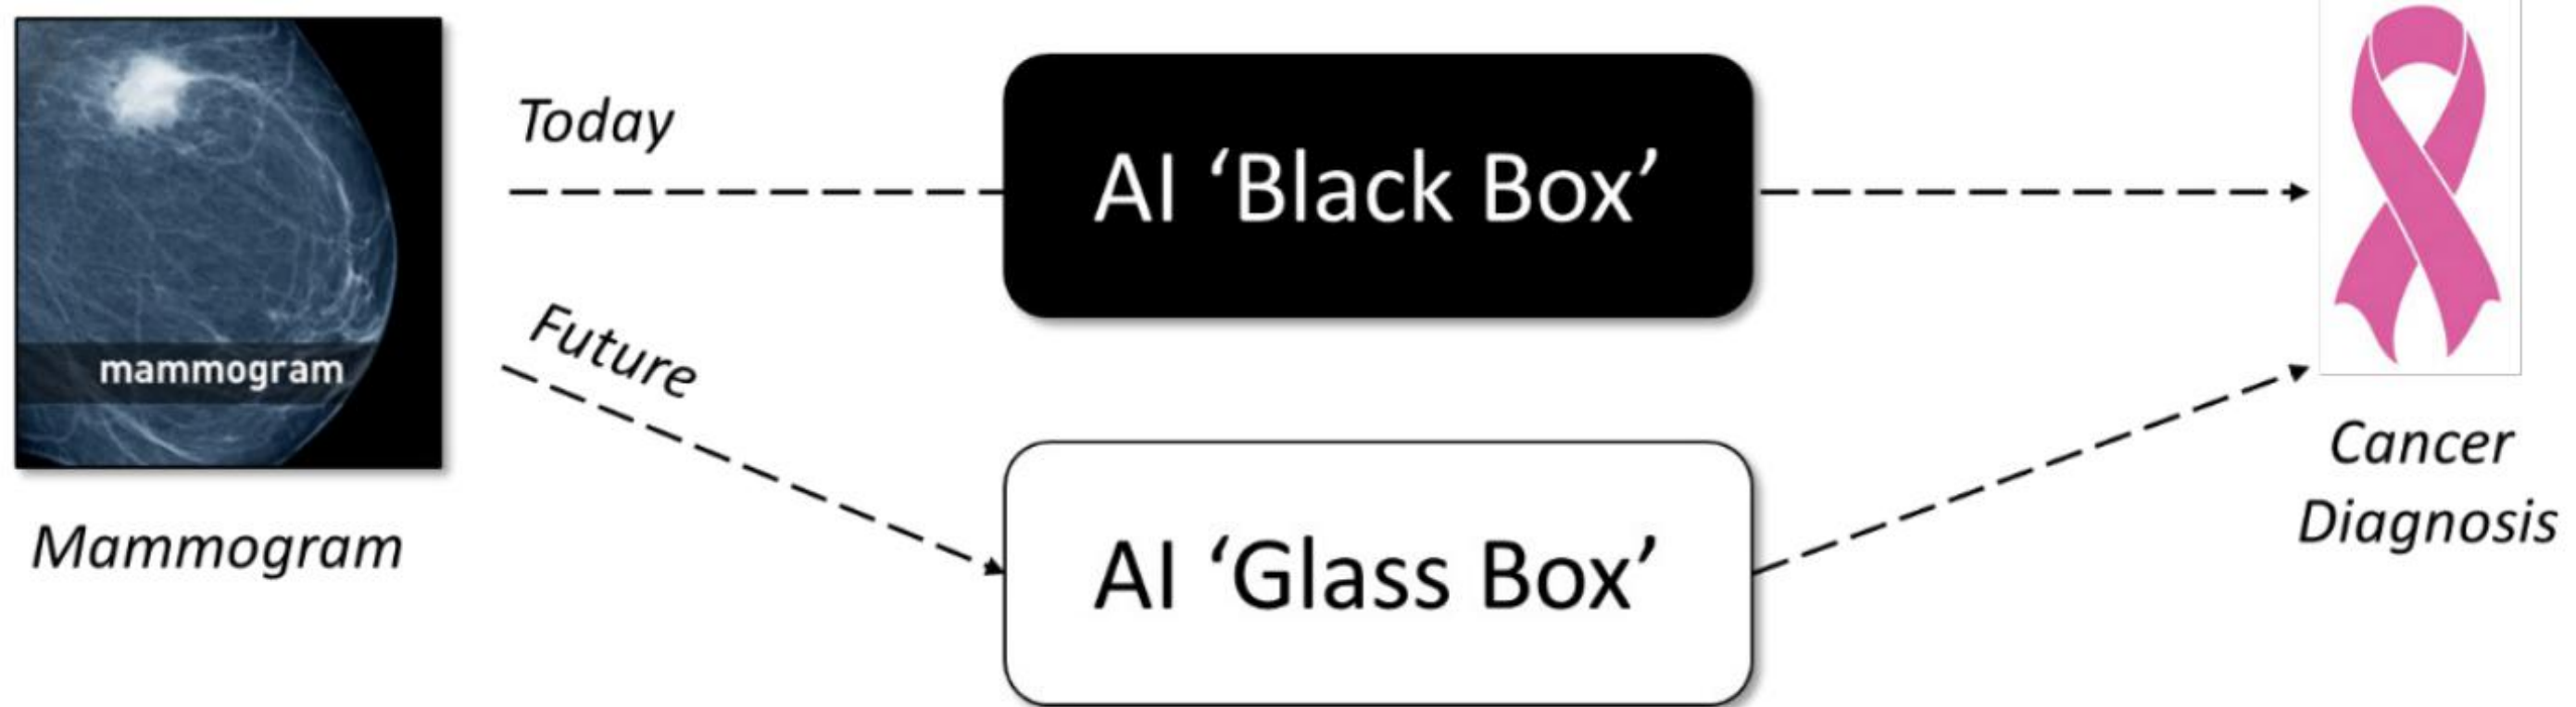 mammogram
Mammogram
Today
Future
AI ‘Black Box’
AI ‘Glass Box’
Cancer
Diagnosis